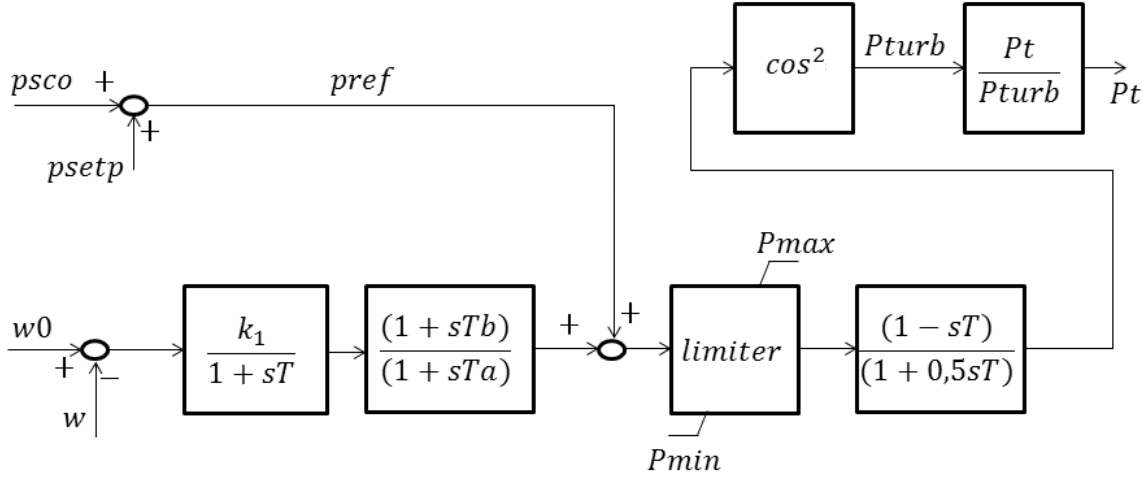 psco + pref
+
psetp
cos²
Pturb
Pt
Pturb
Pt
Pmax
w0
+
−
w
k₁
1 + sT
(1 + sTb)
(1 + sTa)
+
+
limiter
Pmin
(1 − sT)
(1 + 0,5sT)